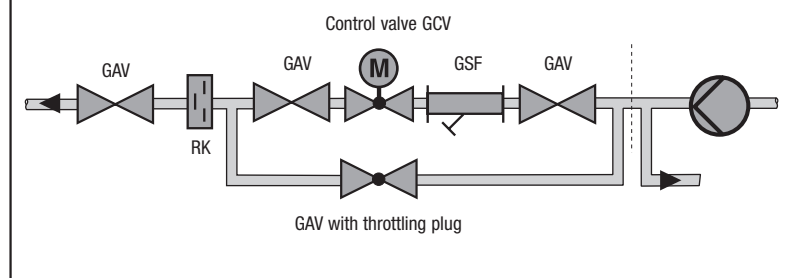 Control valve GCV
GAV
GAV
M
GSF
GAV
RK
GAV with throttling plug